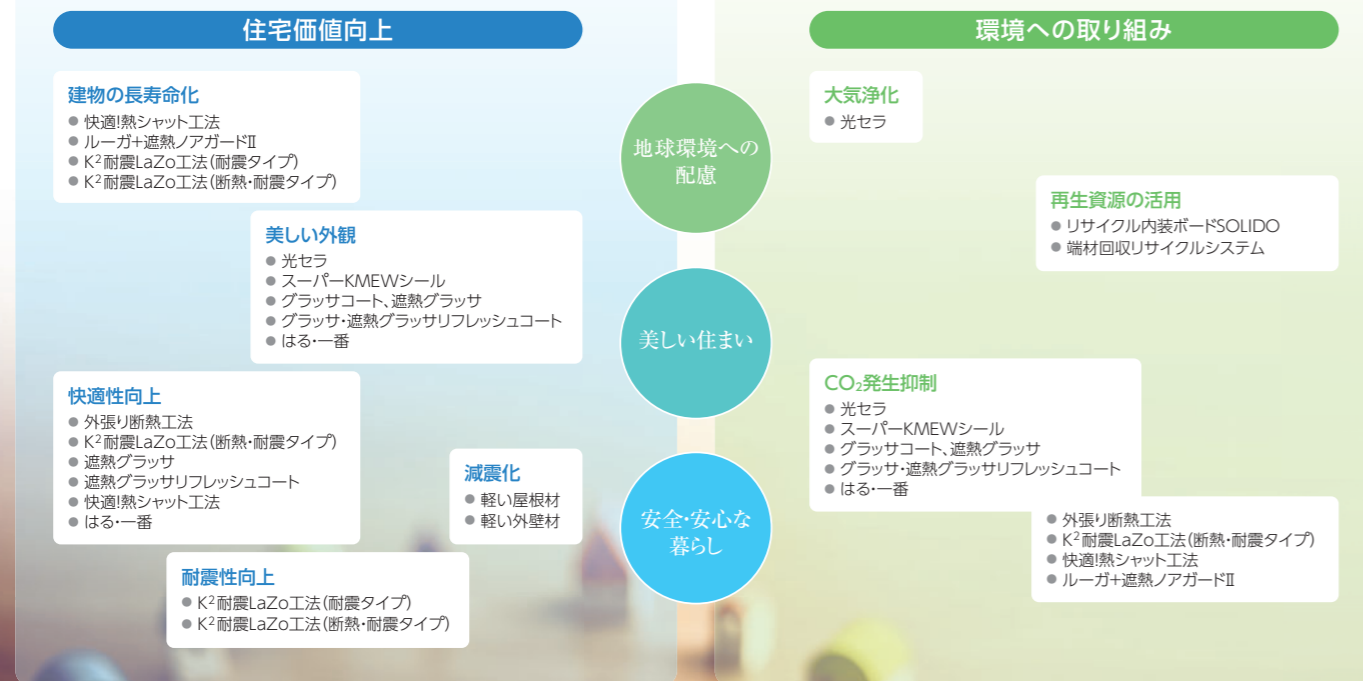 住宅価値向上
建物の長寿命化
● 快適!熱シャット工法
● ルーガ+遮熱ノアガードⅡ
● K²耐震LaZo工法(耐震タイプ)
● K²耐震LaZo工法(断熱・耐震タイプ)
美しい外観
● 光セラ
● スーパーKMEWシール
● グラッサコート、遮熱グラッサ
● グラッサ・遮熱グラッサリフレッシュコート
● はる・一番
快適性向上
● 外張り断熱工法
● K²耐震LaZo工法(断熱・耐震タイプ)
● 遮熱グラッサ
● 遮熱グラッサリフレッシュコート
● 快適!熱シャット工法
● はる・一番
減震化
● 軽い屋根材
● 軽い外壁材
耐震性向上
● K²耐震LaZo工法(耐震タイプ)
● K²耐震LaZo工法(断熱・耐震タイプ)
地球環境への
配慮
美しい住まい
安全・安心な
暮らし
環境への取り組み
大気浄化
● 光セラ
再生資源の活用
● リサイクル内装ボードSOLIDO
● 端材回収リサイクルシステム
CO₂発生抑制
● 光セラ
● スーパーKMEWシール
● グラッサコート、遮熱グラッサ
● グラッサ・遮熱グラッサリフレッシュコート
● はる・一番
● 外張り断熱工法
● K²耐震LaZo工法(断熱・耐震タイプ)
● 快適!熱シャット工法
● ルーガ+遮熱ノアガードⅡ